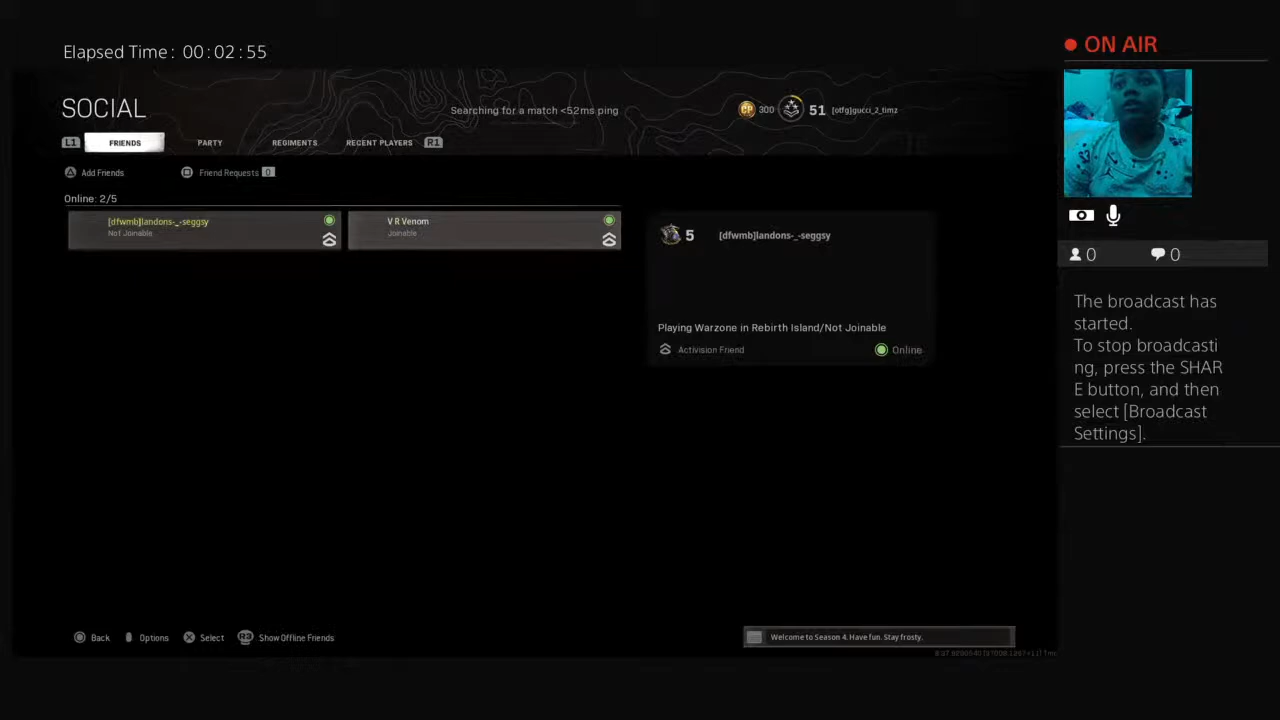 Elapsed Time: 00:02:55
ON AIR
SOCIAL
Searching for a match <52ms ping
CP 300 51 [otfg]gucci_2_timz
L1 FRIENDS PARTY REGIMENTS RECENT PLAYERS R1
Add Friends Friend Requests 0
Online: 2/5
[dfwmb]landons-_-seggsy
Not Joinable
V R Venom
Joinable
5 [dfwmb]landons-_-seggsy
Playing Warzone in Rebirth Island/Not Joinable
Activision Friend Online
0 0
The broadcast has
started.
To stop broadcasti
ng, press the SHAR
E button, and then
select [Broadcast
Settings].
Back Options Select R3 Show Offline Friends
Welcome to Season 4. Have fun. Stay frosty.